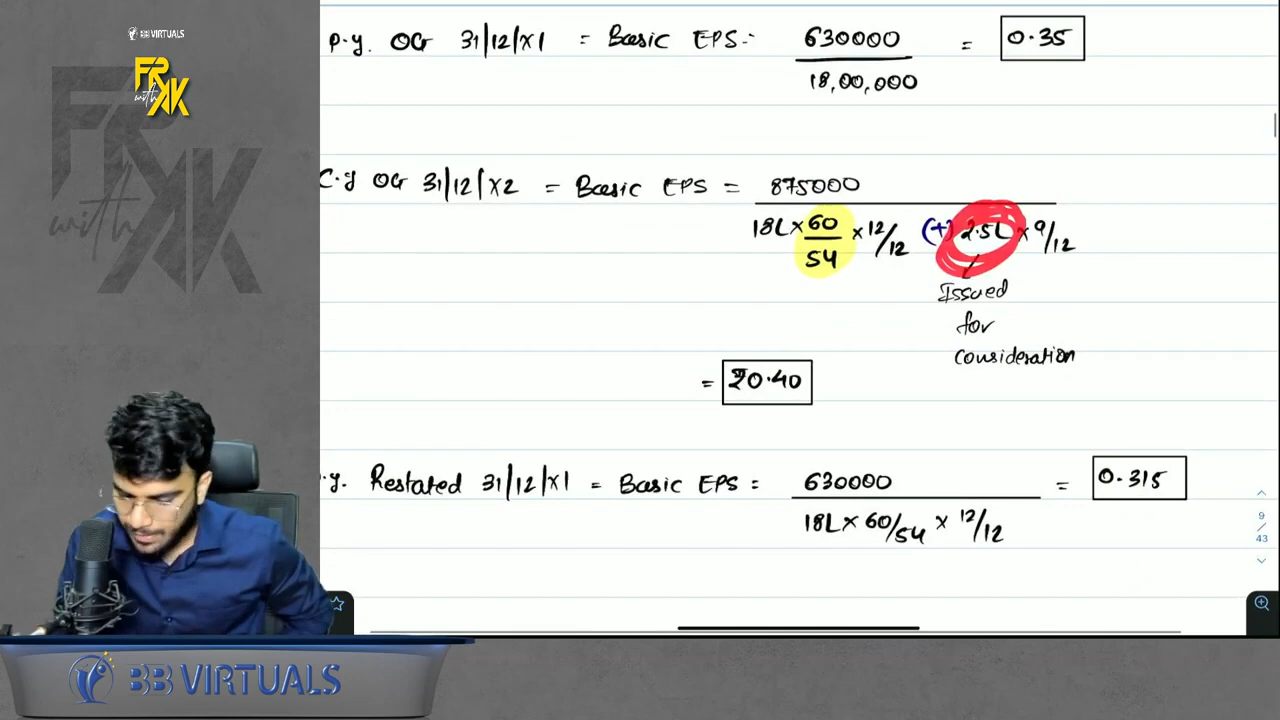 BB VIRTUALS
FR
with
AK
P.y. OG 31/12/X1 = Basic EPS:- 630000 / 18,00,000 = 0.35
C.y OG 31/12/X2 = Basic EPS = 875000
18L × 60/54 × 12/12 (+) 2.5L × 9/12
Issued
for
consideration
= ₹0.40
.y. Restated 31/12/X1 = Basic EPS = 630000 / 18L × 60/54 × 12/12 = 0.315
9
/
43
BB VIRTUALS